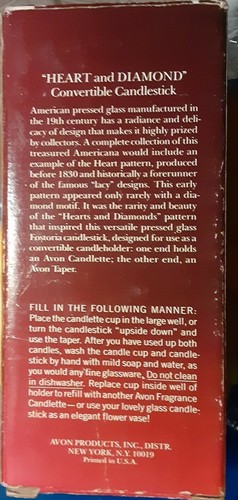 "HEART and DIAMOND"
Convertible Candlestick
American pressed glass manufactured in
the 19th century has a radiance and deli-
cacy of design that makes it highly prized
by collectors. A complete collection of this
treasured Americana would include an
example of the Heart pattern, produced
before 1830 and historically a forerunner
of the famous "lacy" designs. This early
pattern appeared only rarely with a dia-
mond motif. It was the rarity and beauty
of the "Hearts and Diamonds" pattern
that inspired this versatile pressed glass
Fostoria candlestick, designed for use as a
convertible candleholder: one end holds
an Avon Candlette; the other end, an
Avon Taper.
FILL IN THE FOLLOWING MANNER:
Place the candlette cup in the large well, or
turn the candlestick "upside down" and
use the taper. After you have used up both
candles, wash the candle cup and candle-
stick by hand with mild soap and water, as
you would any fine glassware. Do not clean
in dishwasher. Replace cup inside well of
holder to refill with another Avon Fragrance
Candlette—or use your lovely glass candle-
stick as an elegant flower vase!
AVON PRODUCTS, INC., DISTR.
NEW YORK, N.Y. 10019
Printed in U.S.A.